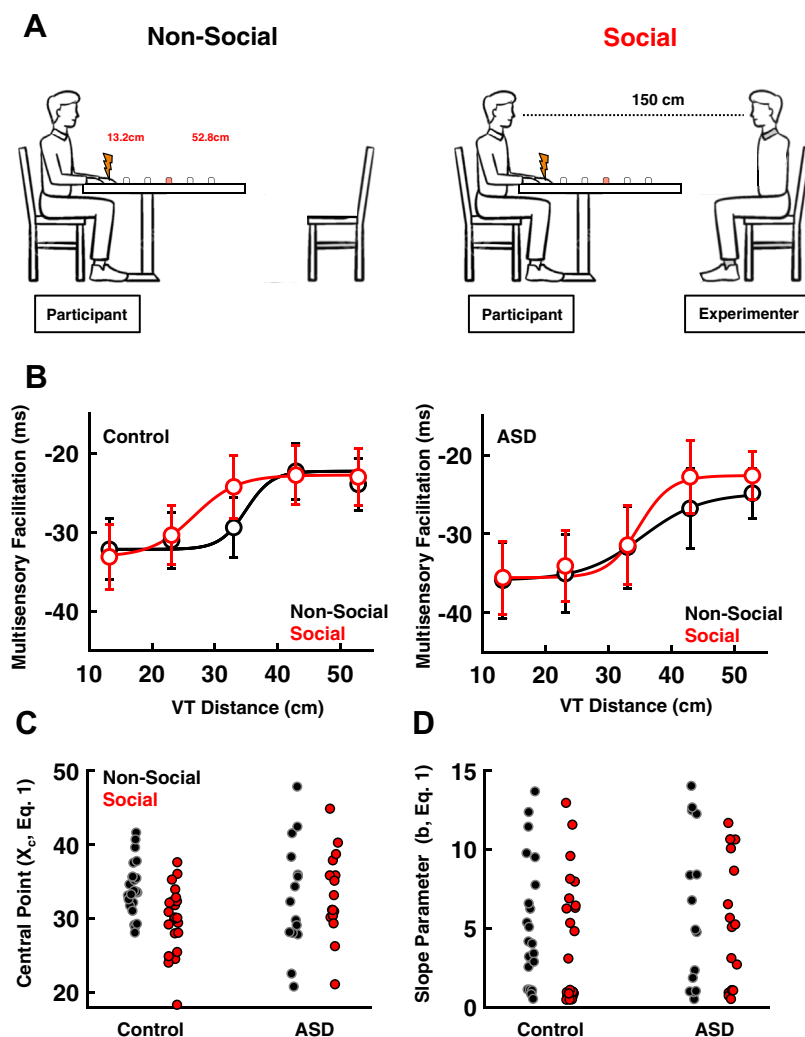 A
Non-Social
Social
13.2cm
52.8cm
150 cm
Participant
Participant
Experimenter
B
Multisensory Facilitation (ms)
-20
-30
-40
Control
Non-Social
Social
10 20 30 40 50
VT Distance (cm)
Multisensory Facilitation (ms)
-20
-30
-40
ASD
Non-Social
Social
10 20 30 40 50
VT Distance (cm)
C
Central Point (Xc, Eq. 1)
50
40
30
20
Non-Social
Social
Control
ASD
D
Slope Parameter (b, Eq. 1)
15
10
5
0
Control
ASD